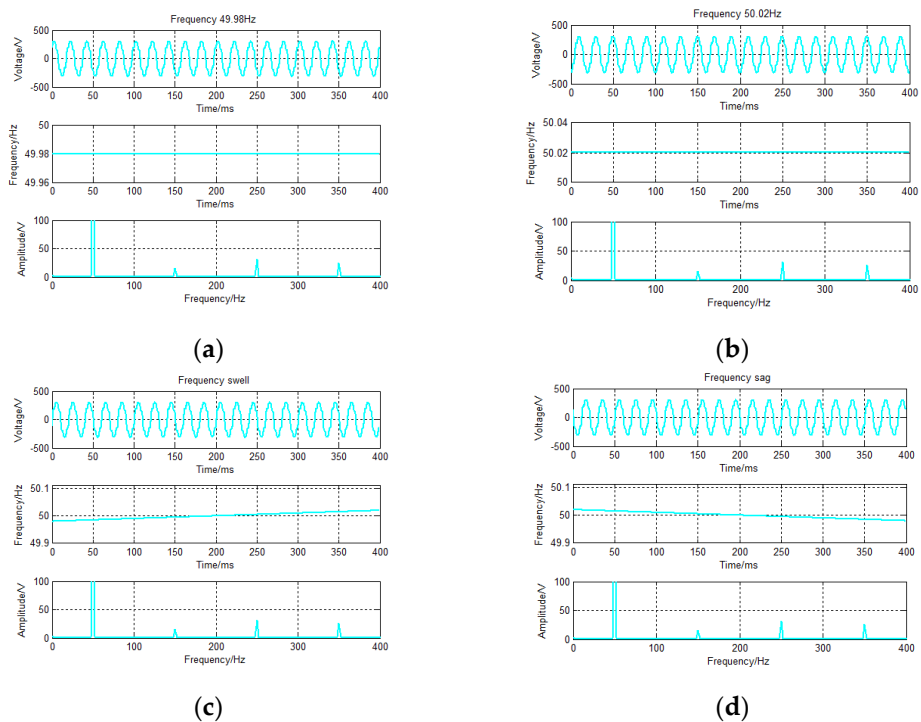 Frequency 49.98Hz
500
0
-500
Voltage/V
0 50 100 150 200 250 300 350 400
Time/ms
50
49.98
49.96
Frequency/Hz
0 50 100 150 200 250 300 350 400
Time/ms
100
50
0
Amplitude/V
0 50 100 150 200 250 300 350 400
Frequency/Hz
(a)
Frequency 50.02Hz
500
0
-500
Voltage/V
0 50 100 150 200 250 300 350 400
Time/ms
50.04
50.02
50
Frequency/Hz
0 50 100 150 200 250 300 350 400
Time/ms
100
50
0
Amplitude/V
0 100 200 300 400
Frequency/Hz
(b)
Frequency swell
500
0
-500
Voltage/V
0 50 100 150 200 250 300 350 400
Time/ms
50.1
50
49.9
Frequency/Hz
0 50 100 150 200 250 300 350 400
Time/ms
100
50
0
Amplitude/V
0 100 200 300 400
Frequency/Hz
(c)
Frequency sag
500
0
-500
Voltage/V
0 50 100 150 200 250 300 350 400
Time/ms
50.1
50
49.9
Frequency/Hz
0 50 100 150 200 250 300 350 400
Time/ms
100
50
0
Amplitude/V
0 50 100 150 200 250 300 350 400
Frequency/Hz
(d)